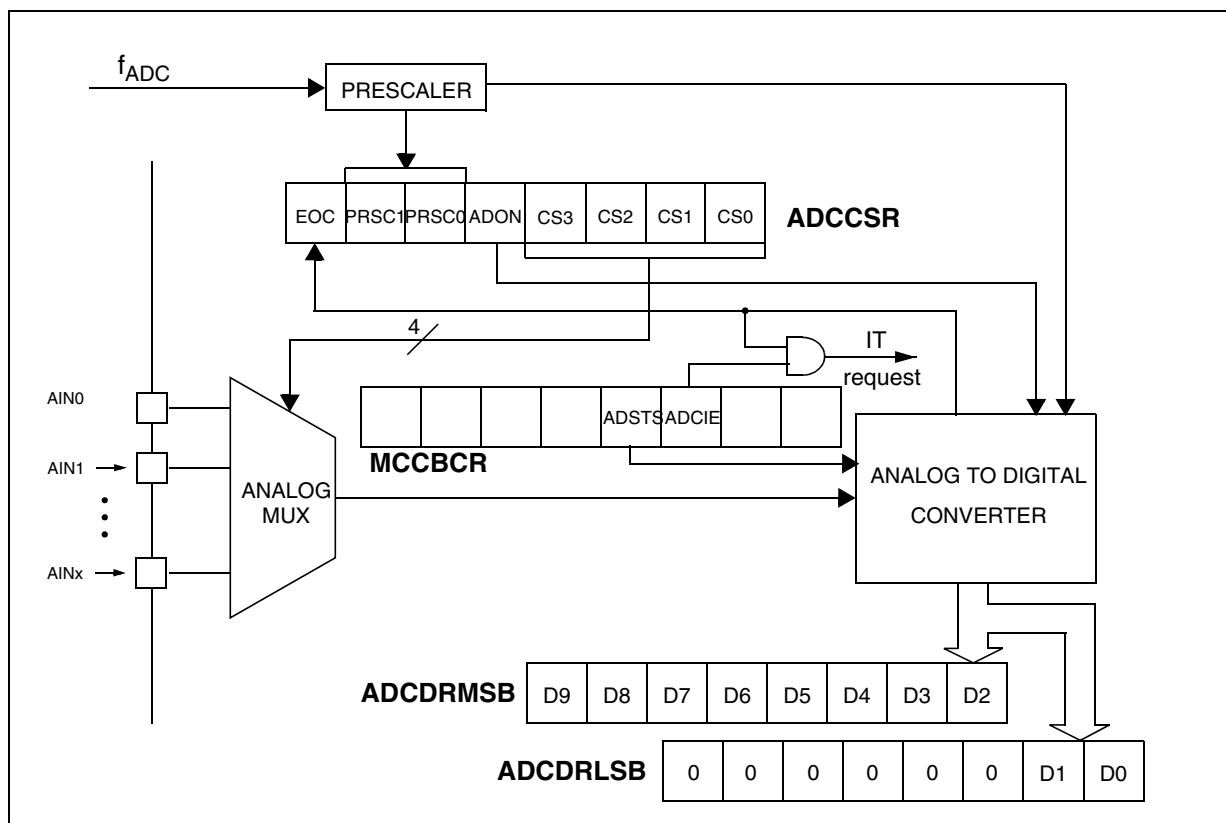 fADC
PRESCALER
EOC PRSC1 PRSC0 ADON CS3 CS2 CS1 CS0 ADCCSR
4
IT
request
AIN0
ADSTS ADCIE
MCCBCR
AIN1
ANALOG
MUX
ANALOG TO DIGITAL
CONVERTER
AINx
ADCDRMSB D9 D8 D7 D6 D5 D4 D3 D2
ADCDRLSB 0 0 0 0 0 0 D1 D0